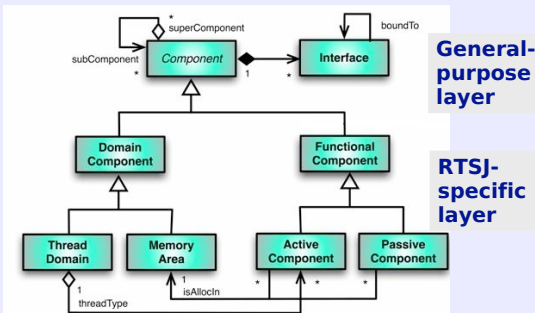 *
superComponent
boundTo
subComponent
*
Component
1
*
Interface
General-
purpose
layer
Domain
Component
Functional
Component
RTSJ-
specific
layer
Thread
Domain
Memory
Area
Active
Component
Passive
Component
1
threadType
1
isAllocIn
*
*
*